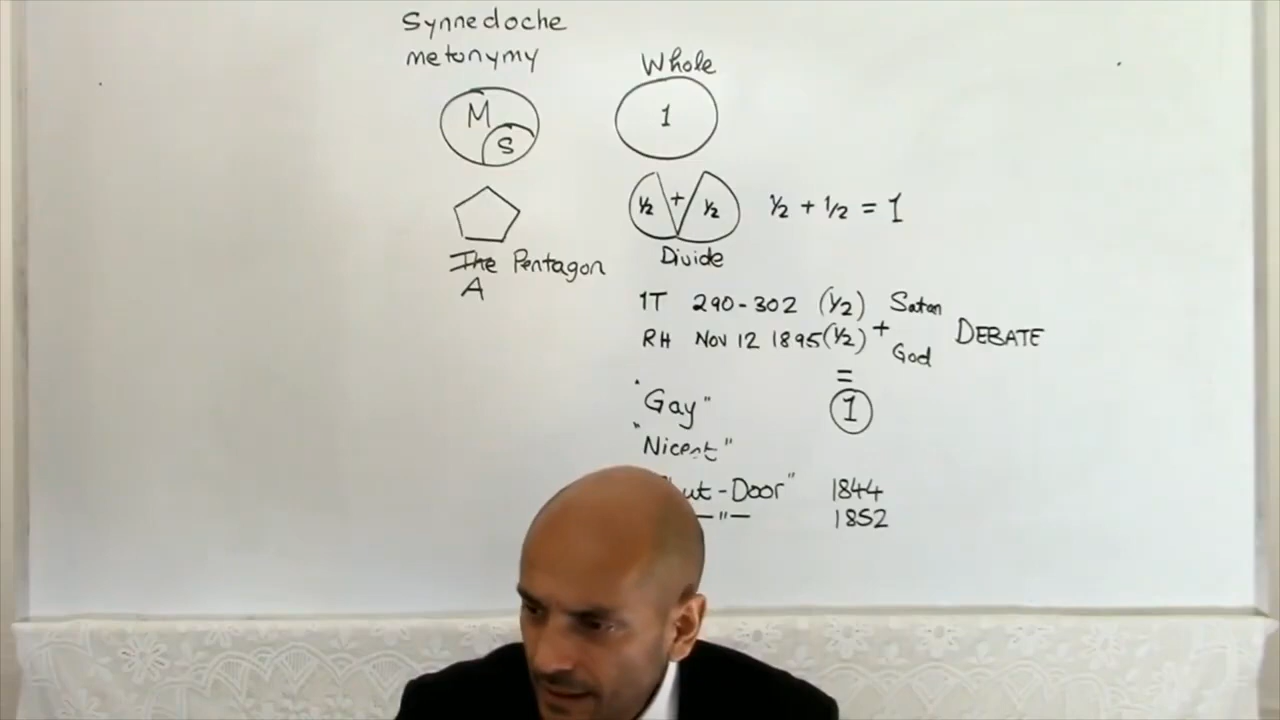 Synnedoche
metonymy
M
S
The Pentagon
A
Whole
1
½ + ½
½ + 1/2 = 1
Divide
1T 290-302 (½) Satan
+
RH Nov 12 1895 (½) God
DEBATE
=
1
"Gay"
"Nicest"
ut-Door" 1844
—"— 1852